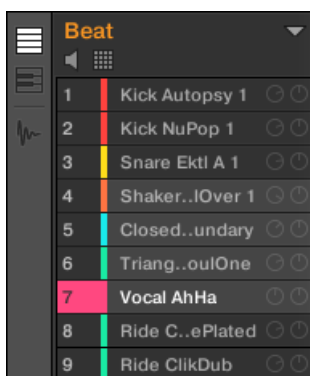 Beat
1 Kick Autopsy 1
2 Kick NuPop 1
3 Snare Ektl A 1
4 Shaker..lOver 1
5 Closed..undary
6 Triang..oulOne
7 Vocal AhHa
8 Ride C..ePlated
9 Ride ClikDub